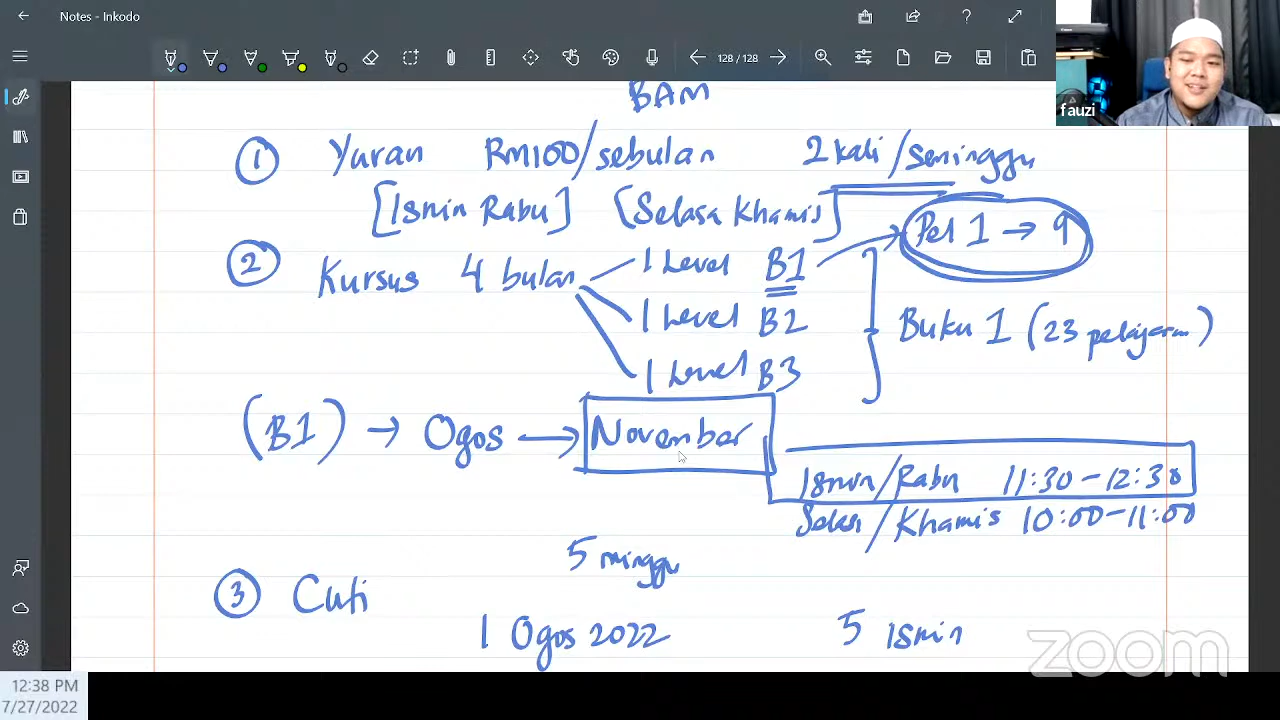 Notes - Inkodo
128 / 128
fauzi
BAM
1 Yuran RM100/sebulan 2 kali/seminggu
[Isnin Rabu] [Selasa Khamis]
2 Kursus 4 bulan 1 Level B1 Pel 1 → 9
1 Level B2 Buku 1 (23 pelajaran)
1 Level B3
(B1) → Ogos → November
Isnin/Rabu 11:30 - 12:30
Selasa/Khamis 10:00 - 11:00
5 minggu
3 Cuti
1 Ogos 2022 5 Isnin
zoom
12:38 PM
7/27/2022